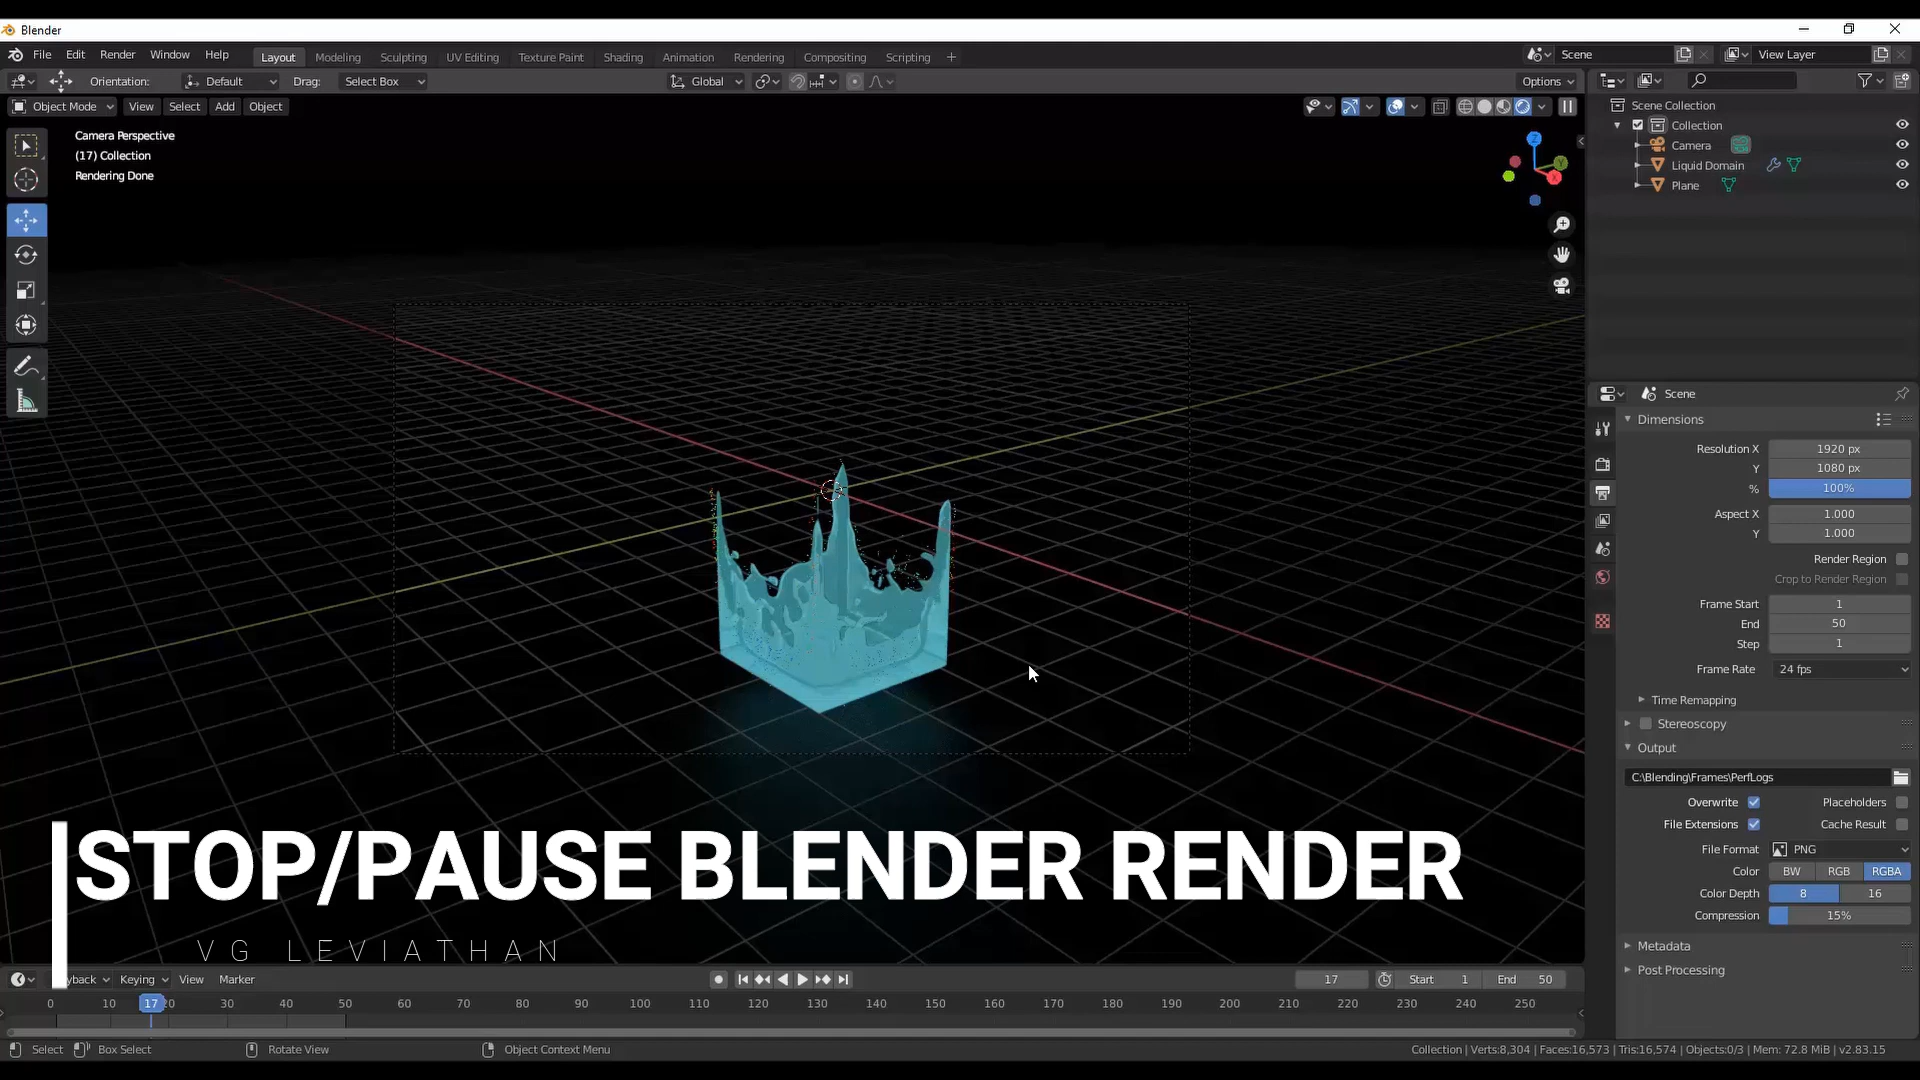 Blender
File Edit Render Window Help Layout Modeling Sculpting UV Editing Texture Paint Shading Animation Rendering Compositing Scripting + Scene View Layer
Orientation: Default Drag: Select Box Global Options
Object Mode View Select Add Object
Camera Perspective
(17) Collection
Rendering Done
Z
Y
X
Scene Collection
Collection
Camera
Liquid Domain
Plane
Scene
Dimensions
Resolution X 1920 px
Y 1080 px
% 100%
Aspect X 1.000
Y 1.000
Render Region
Crop to Render Region
Frame Start 1
End 50
Step 1
Frame Rate 24 fps
Time Remapping
Stereoscopy
Output
C:\Blending\Frames\PerfLogs
Overwrite Placeholders
File Extensions Cache Result
File Format PNG
Color BW RGB RGBA
Color Depth 8 16
Compression 15%
Metadata
Post Processing
STOP/PAUSE BLENDER RENDER
VG LEVIATHAN
yback Keying View Marker 17 Start 1 End 50
0 10 17 20 30 40 50 60 70 80 90 100 110 120 130 140 150 160 170 180 190 200 210 220 230 240 250
Select Box Select Rotate View Object Context Menu Collection | Verts:8,304 | Faces:16,573 | Tris:16,574 | Objects:0/3 | Mem: 72.8 MiB | v2.83.15